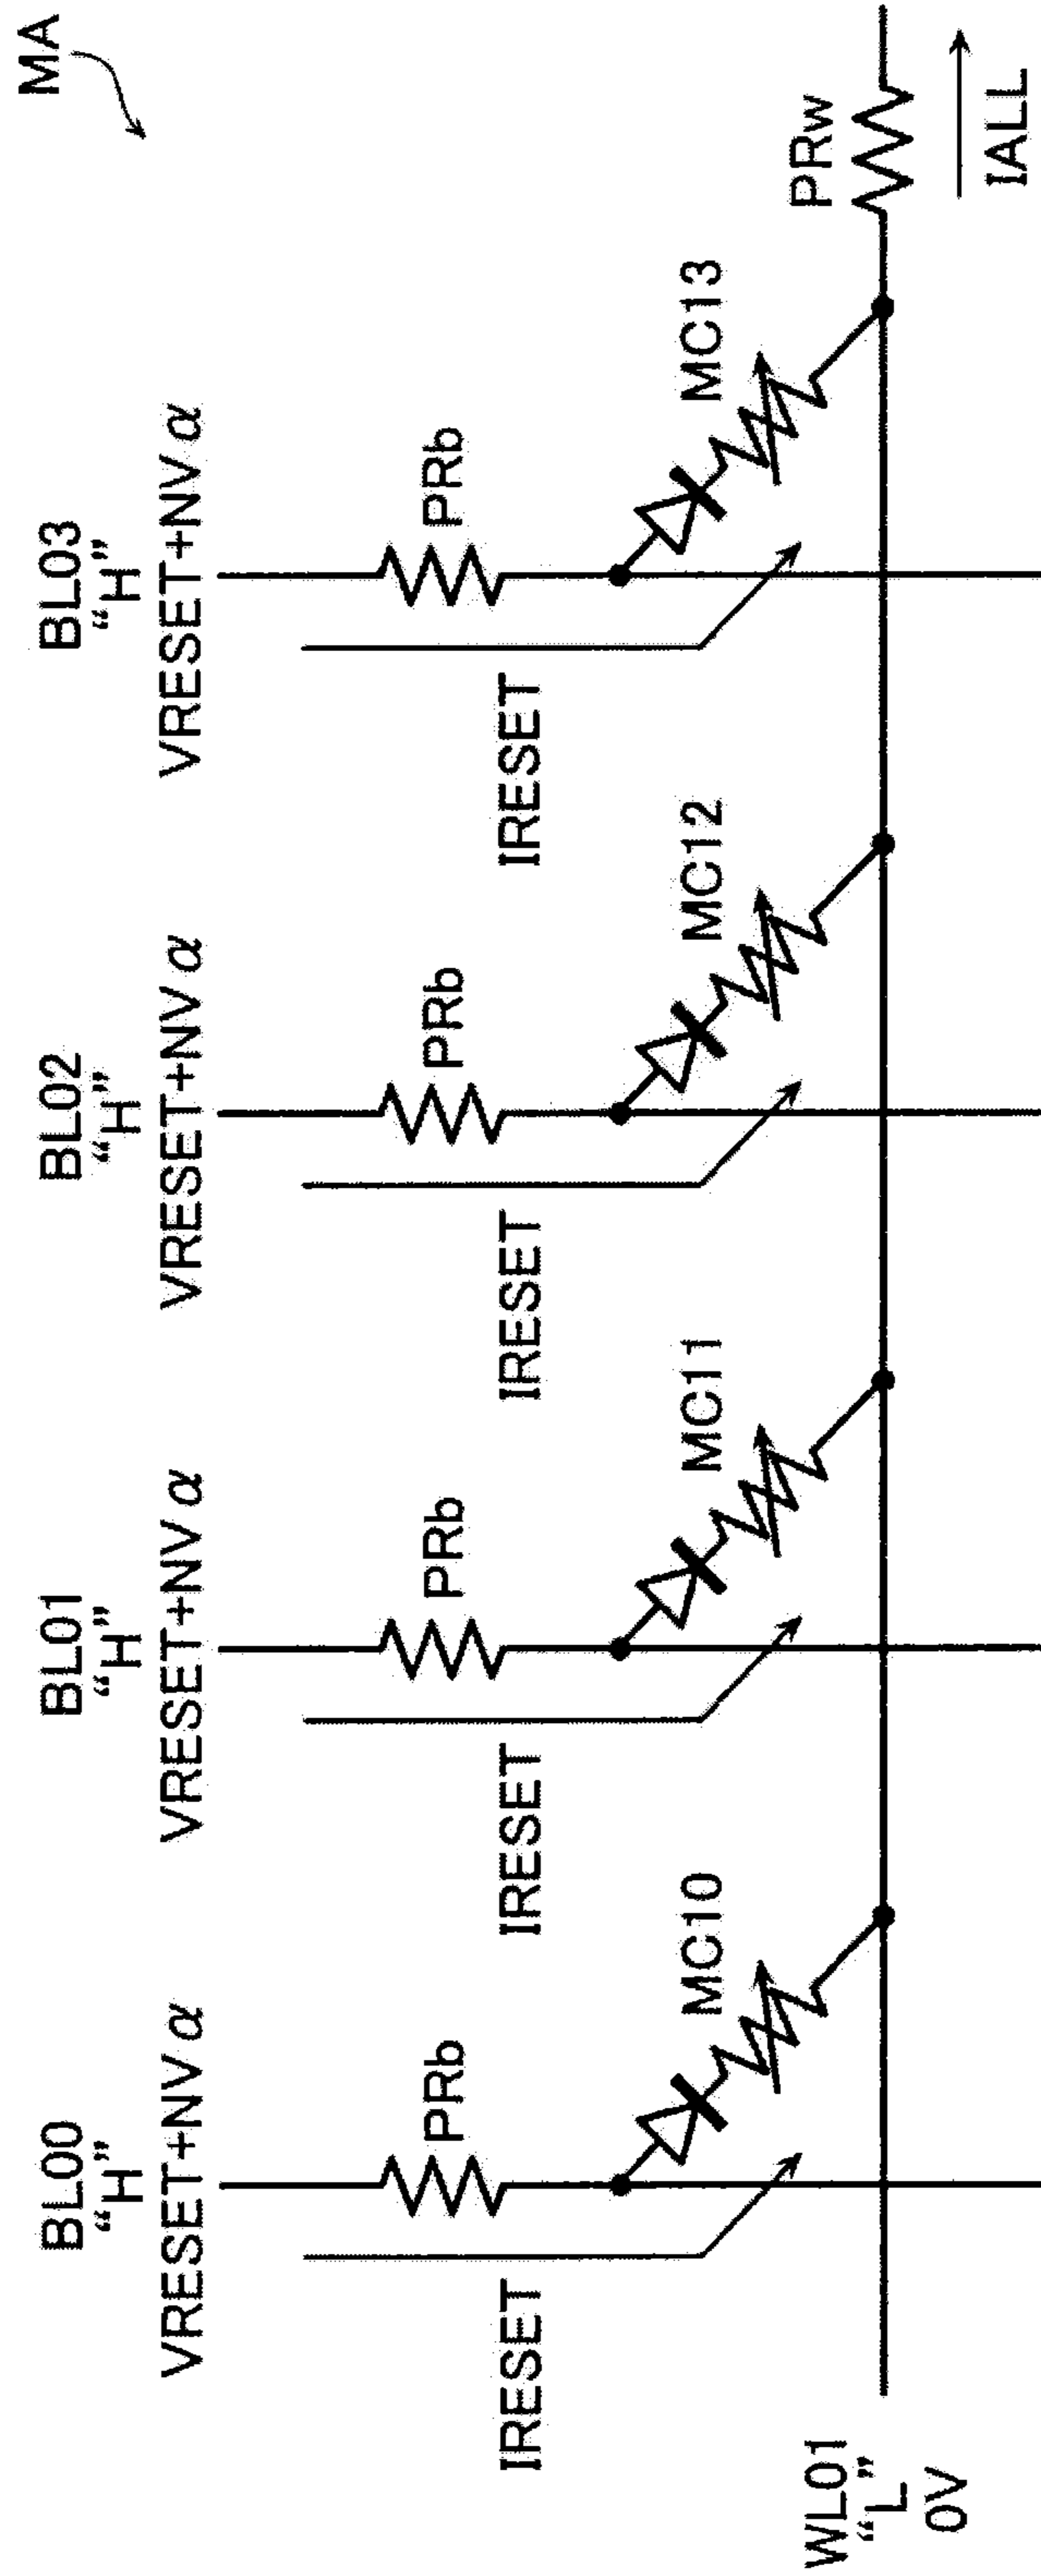 MA
BL00
"H"
VRESET+NVα
BL01
"H"
VRESET+NVα
BL02
"H"
VRESET+NVα
BL03
"H"
VRESET+NVα
PRb
PRb
PRb
PRb
IRESET
IRESET
IRESET
IRESET
MC10
MC11
MC12
MC13
WL01
"L"
0V
PRw
IALL